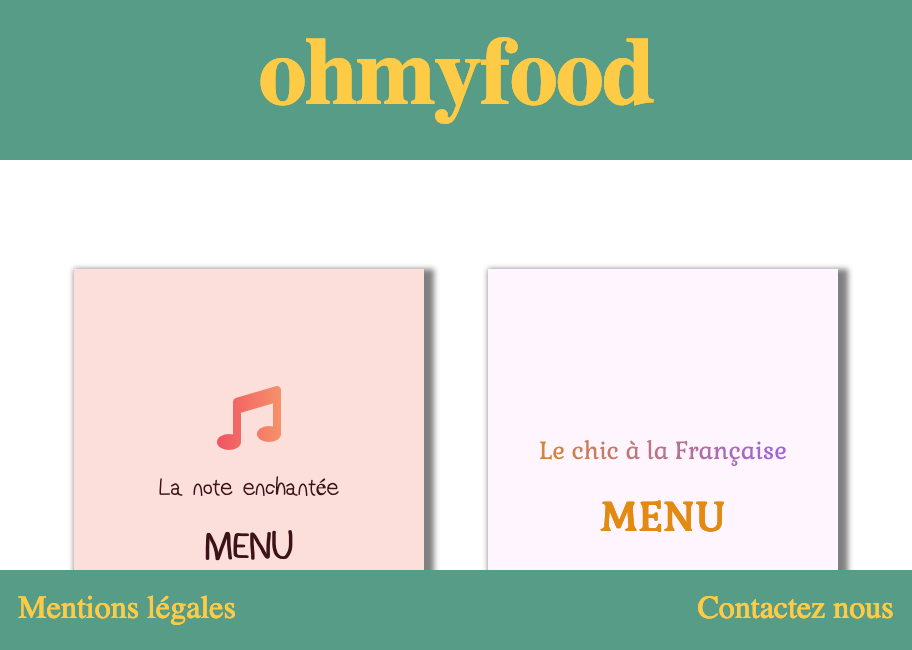 ohmyfood
La note enchantée
MENU
Le chic à la Française
MENU
Mentions légales
Contactez nous